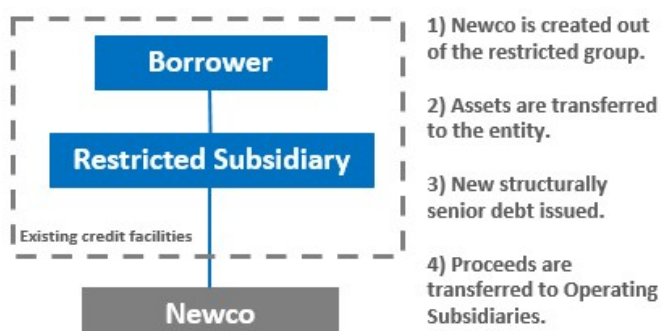 Borrower
Restricted Subsidiary
Existing credit facilities
Newco
1) Newco is created out
of the restricted group.
2) Assets are transferred
to the entity.
3) New structurally
senior debt issued.
4) Proceeds are
transferred to Operating
Subsidiaries.